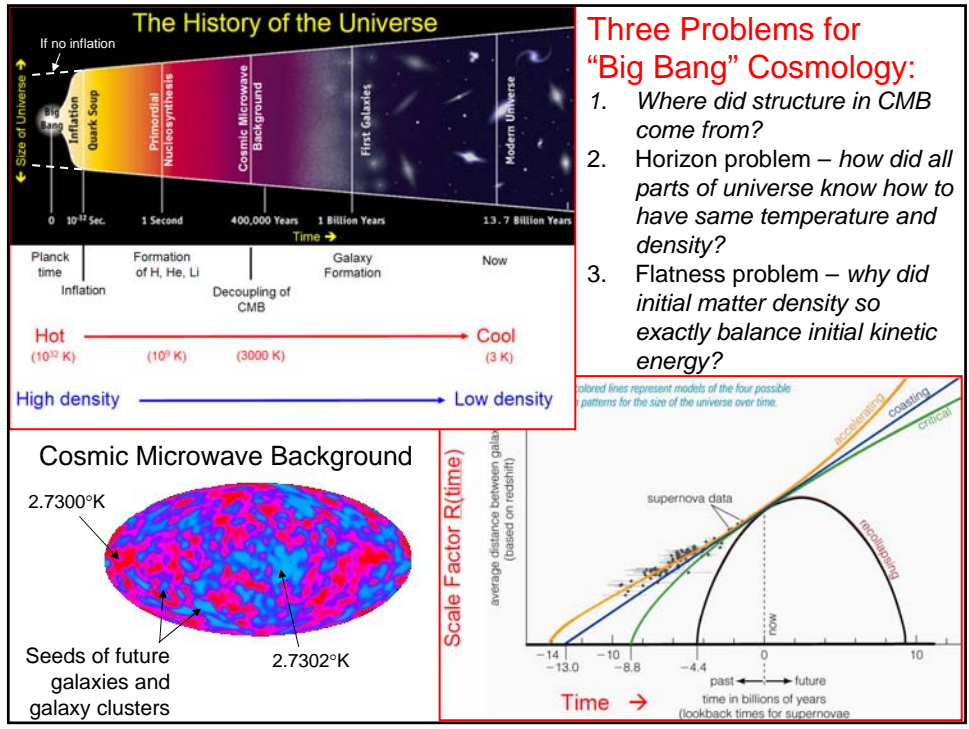 The History of the Universe
If no inflation
← Size of Universe →
Big
Bang
Inflation
Quark Soup
Primordial
Nucleosynthesis
Cosmic Microwave
Background
First Galaxies
Modern Universe
0
10⁻³² Sec.
1 Second
400,000 Years
1 Billion Years
13.7 Billion Years
Time →
Planck
time
Inflation
Formation
of H, He, Li
Decoupling of
CMB
Galaxy
Formation
Now
Hot
Cool
(10³² K)
(10⁹ K)
(3000 K)
(3 K)
High density
Low density
Three Problems for
“Big Bang” Cosmology:
1. Where did structure in CMB
come from?
2. Horizon problem – how did all
parts of universe know how to
have same temperature and
density?
3. Flatness problem – why did
initial matter density so
exactly balance initial kinetic
energy?
Cosmic Microwave Background
2.7300°K
2.7302°K
Seeds of future
galaxies and
galaxy clusters
colored lines represent models of the four possible
patterns for the size of the universe over time.
Scale Factor R(time)
average distance between
(based on redshift)
accelerating
coasting
critical
recollapsing
supernova data
now
−14
−13.0
−10
−8.8
−4.4
0
10
past
future
Time →
time in billions of years
(lookback times for supernovae